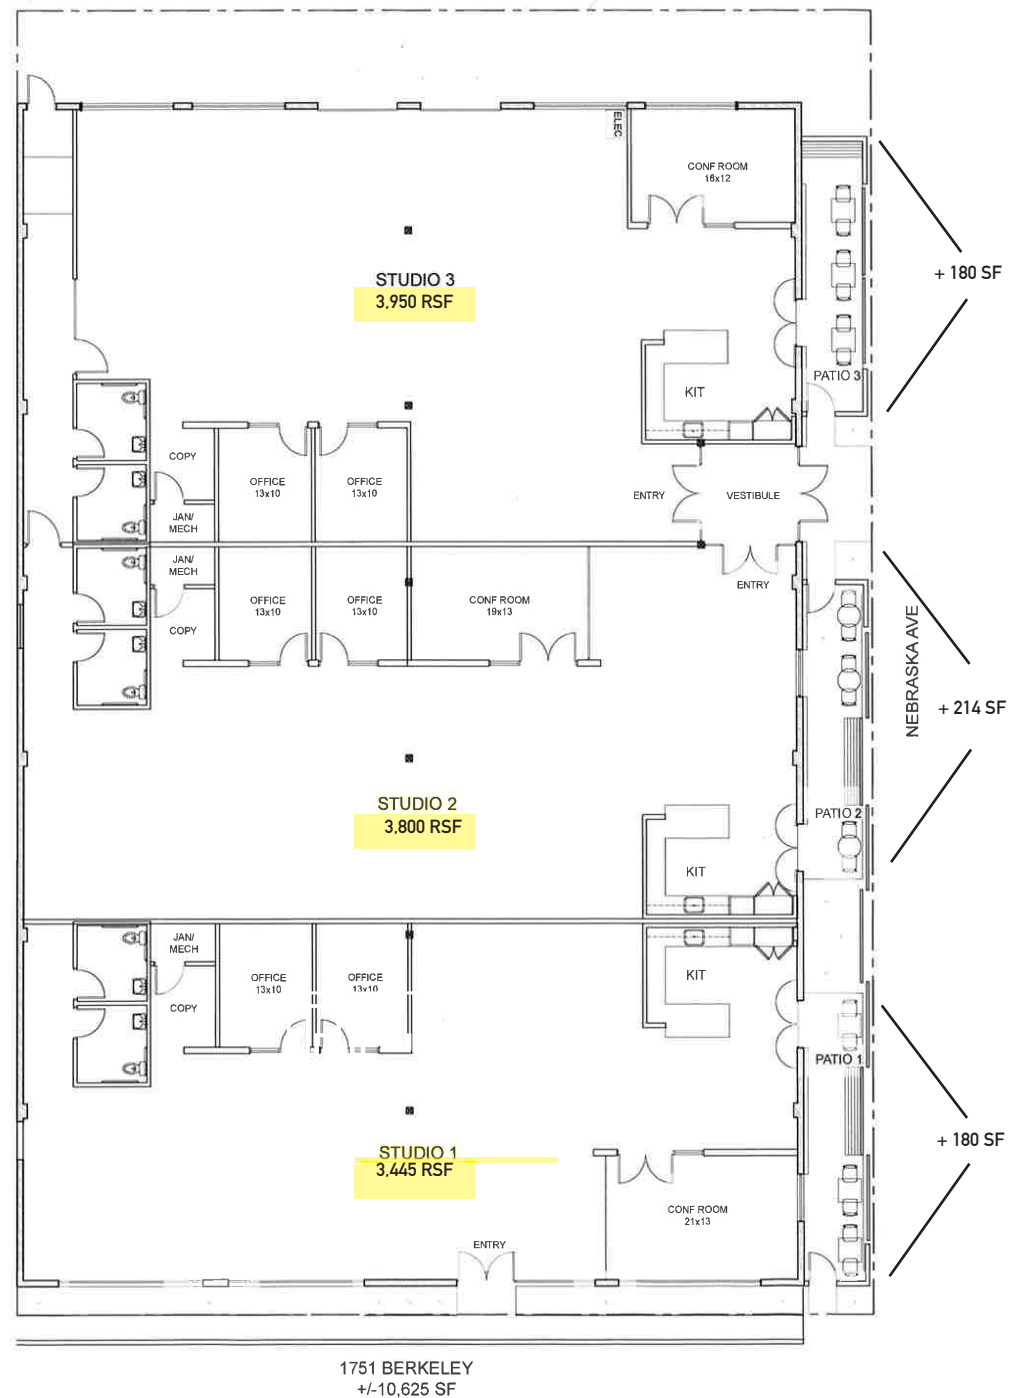 ELEC
CONF ROOM
16x12
STUDIO 3
3,950 RSF
+ 180 SF
PATIO 3
KIT
COPY
OFFICE
13x10
OFFICE
13x10
ENTRY
VESTIBULE
JAN/
MECH
JAN/
MECH
ENTRY
OFFICE
13x10
OFFICE
13x10
CONF ROOM
19x13
COPY
NEBRASKA AVE
+ 214 SF
STUDIO 2
3,800 RSF
PATIO 2
KIT
JAN/
MECH
OFFICE
13x10
OFFICE
13x10
KIT
COPY
PATIO 1
+ 180 SF
STUDIO 1
3,445 RSF
CONF ROOM
21x13
ENTRY
1751 BERKELEY
+/-10,625 SF